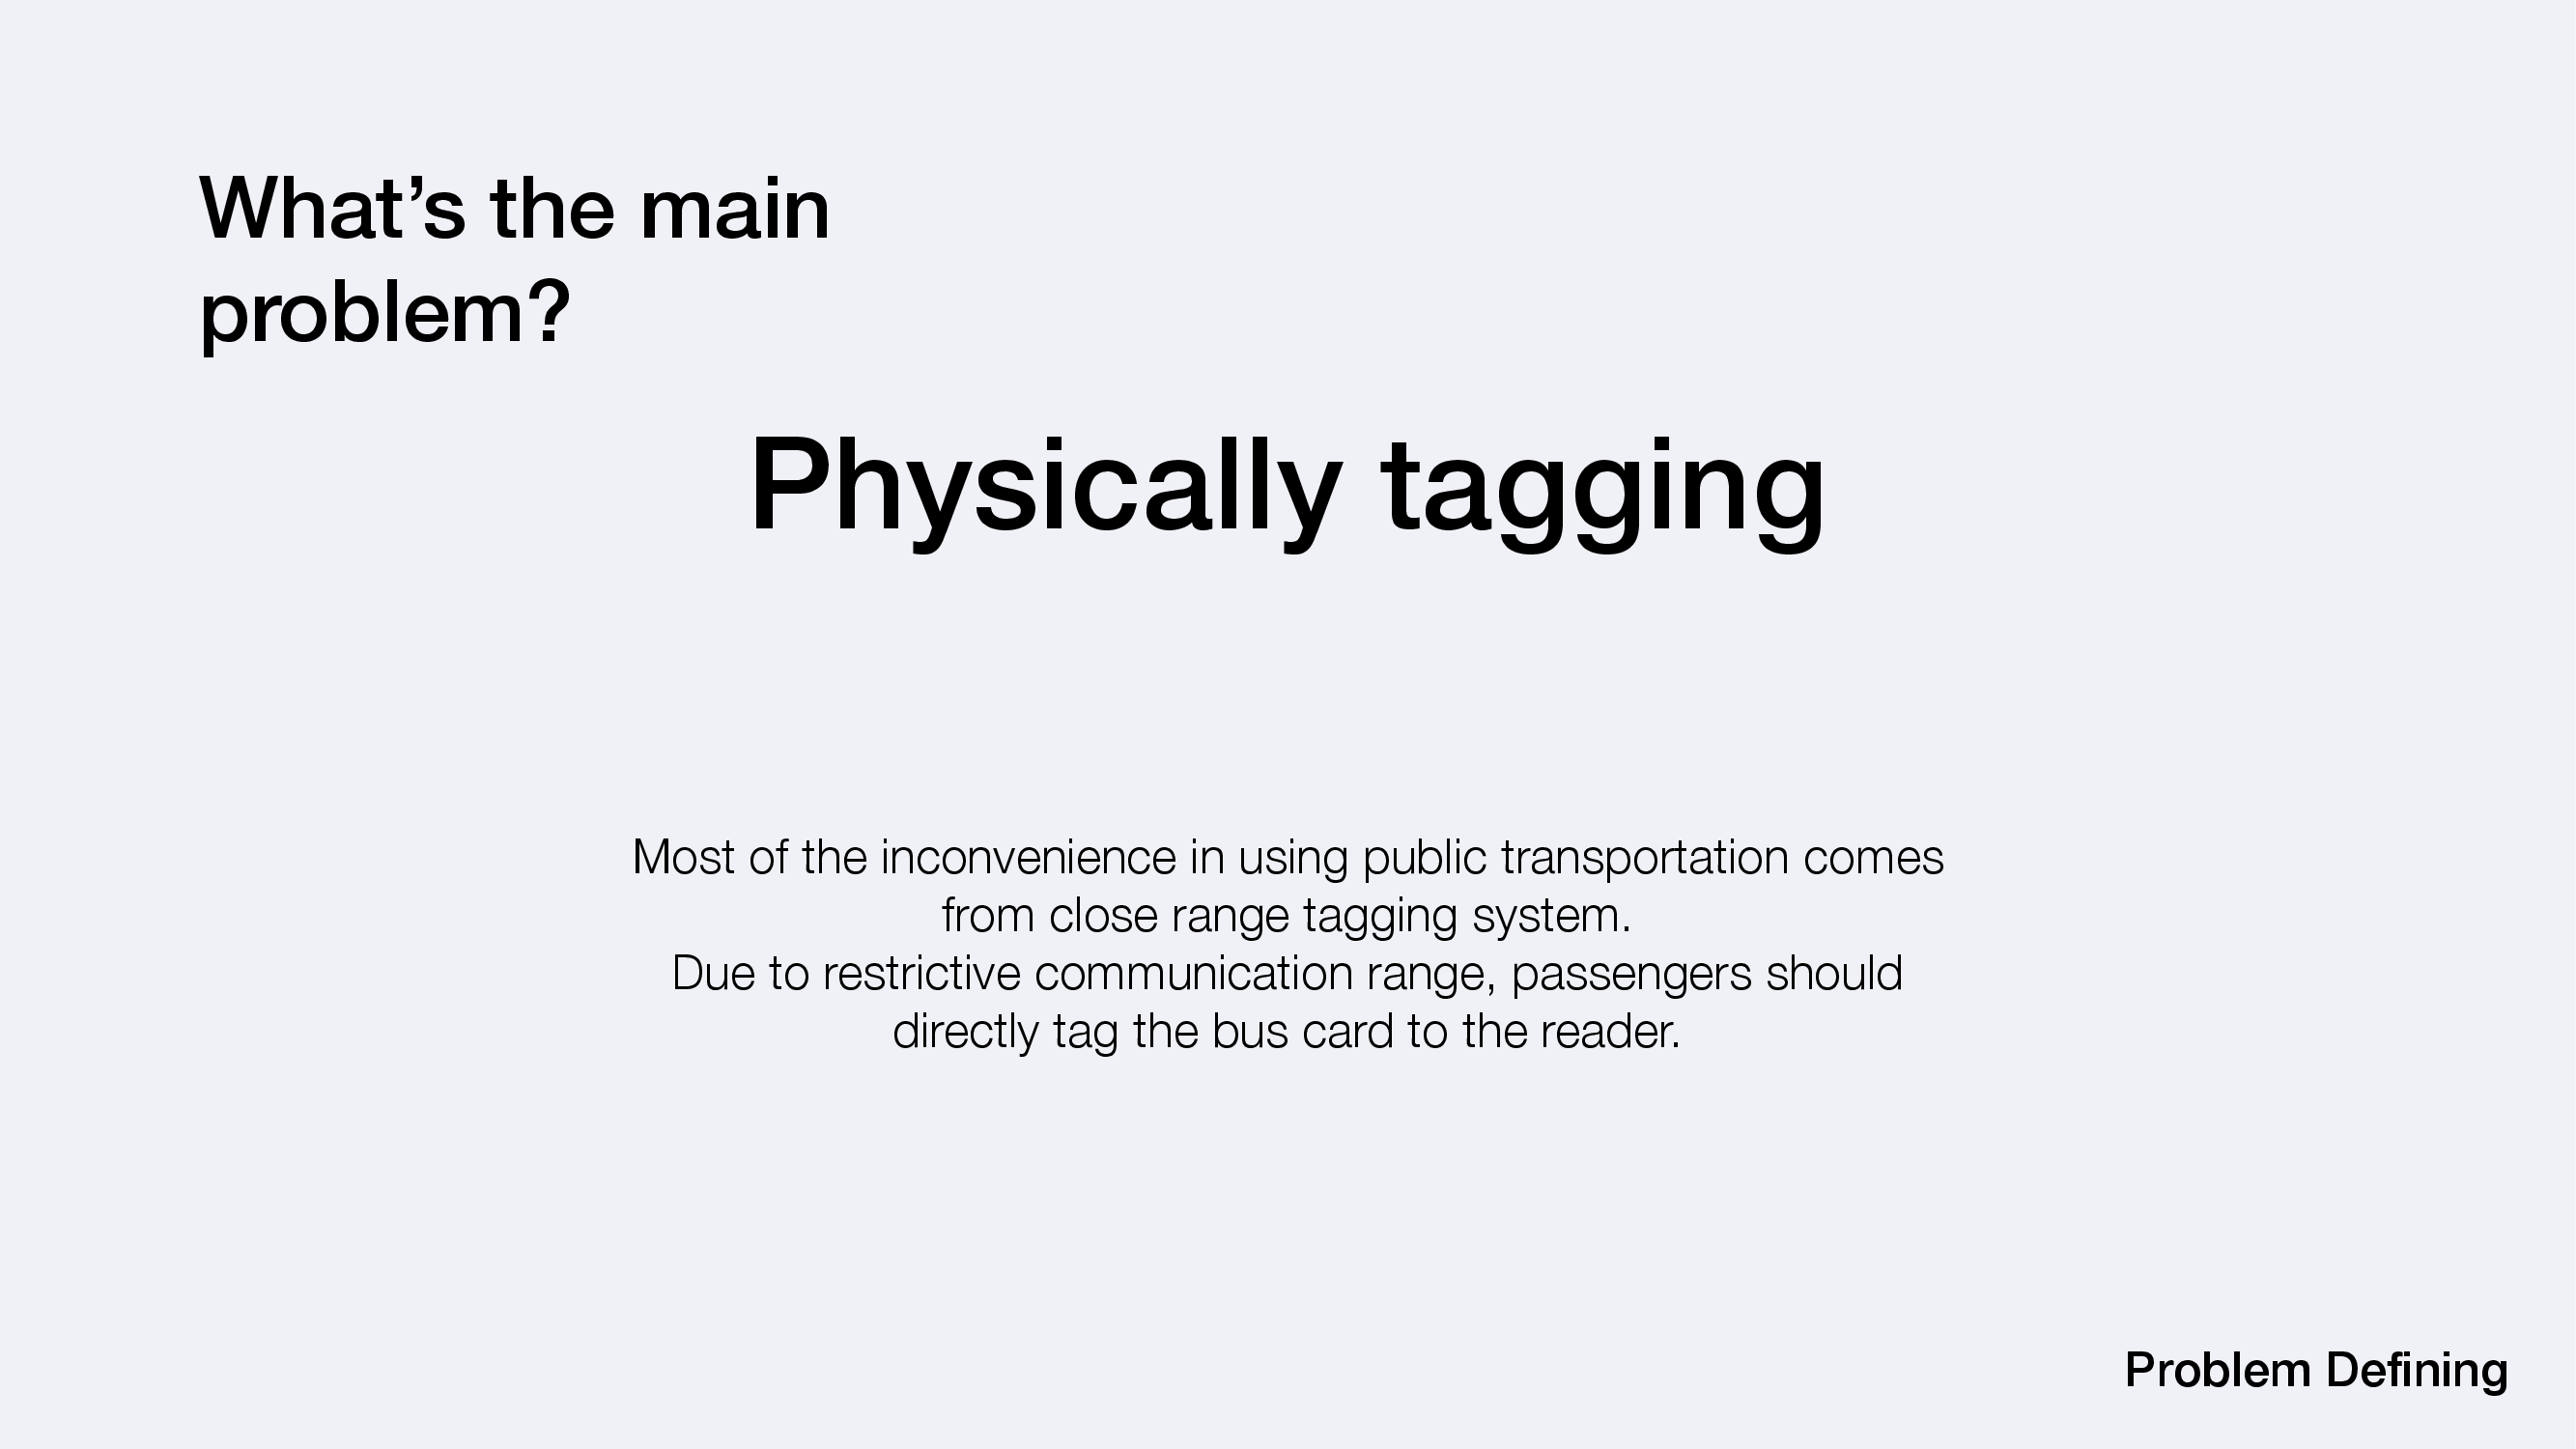 What’s the main
problem?
Physically tagging
Most of the inconvenience in using public transportation comes
from close range tagging system.
Due to restrictive communication range, passengers should
directly tag the bus card to the reader.
Problem Defining